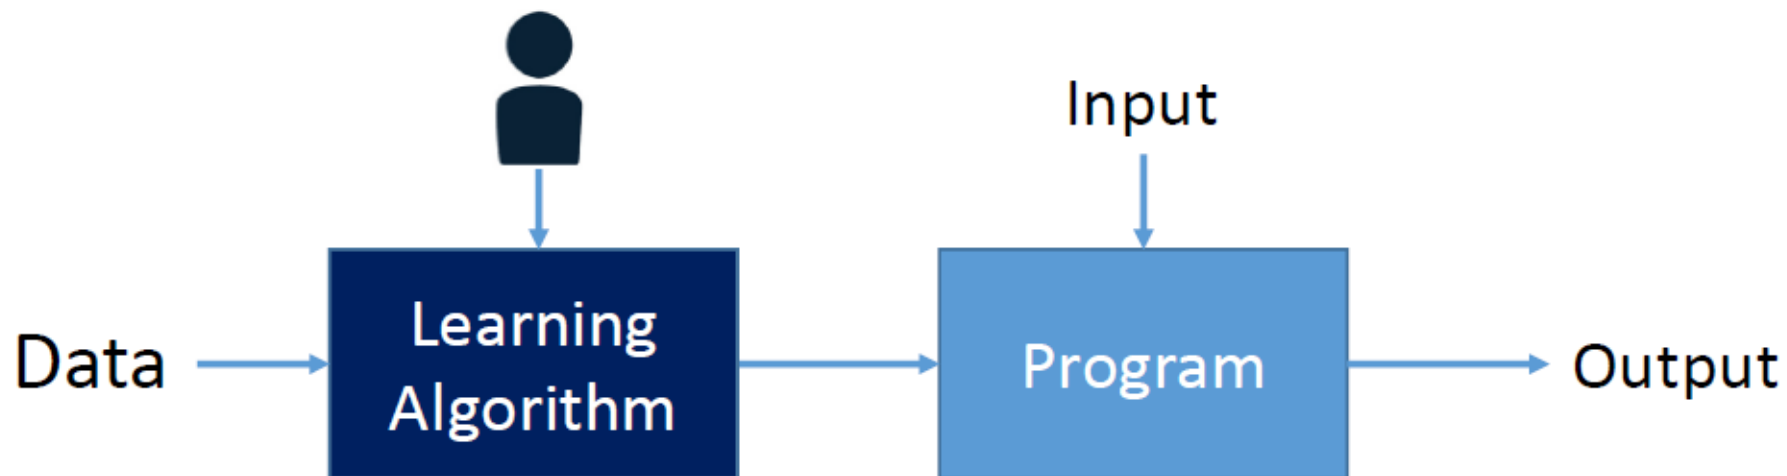 Input
Data
Learning
Algorithm
Program
Output